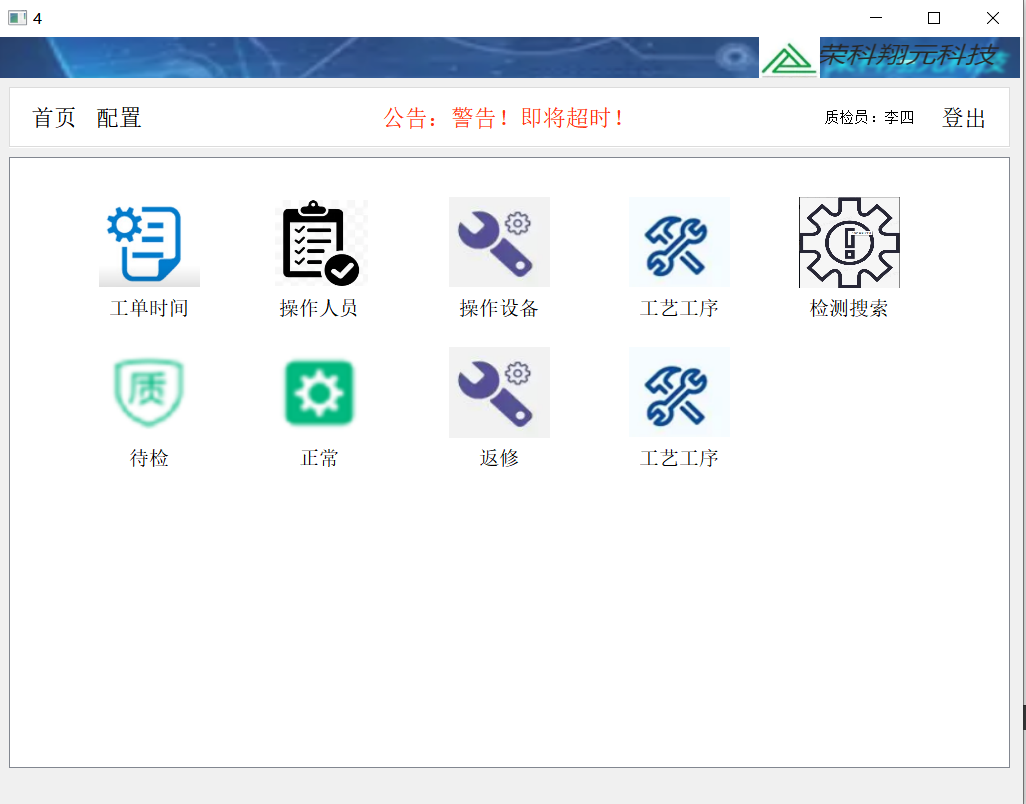 4
荣科翔元科技
首页 配置 公告：警告！即将超时！ 质检员：李四 登出
工单时间 操作人员 操作设备 工艺工序 检测搜索
质
待检 正常 返修 工艺工序